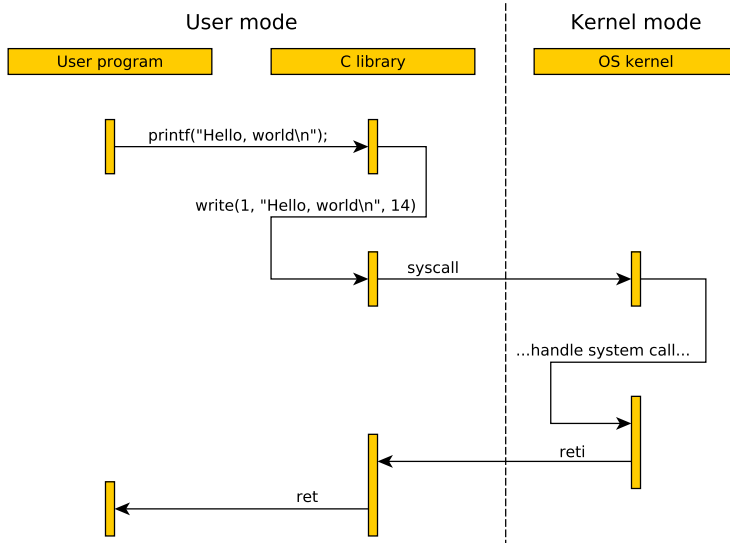 User mode
Kernel mode
User program
C library
OS kernel
printf("Hello, world\n");
write(1, "Hello, world\n", 14)
syscall
...handle system call...
reti
ret